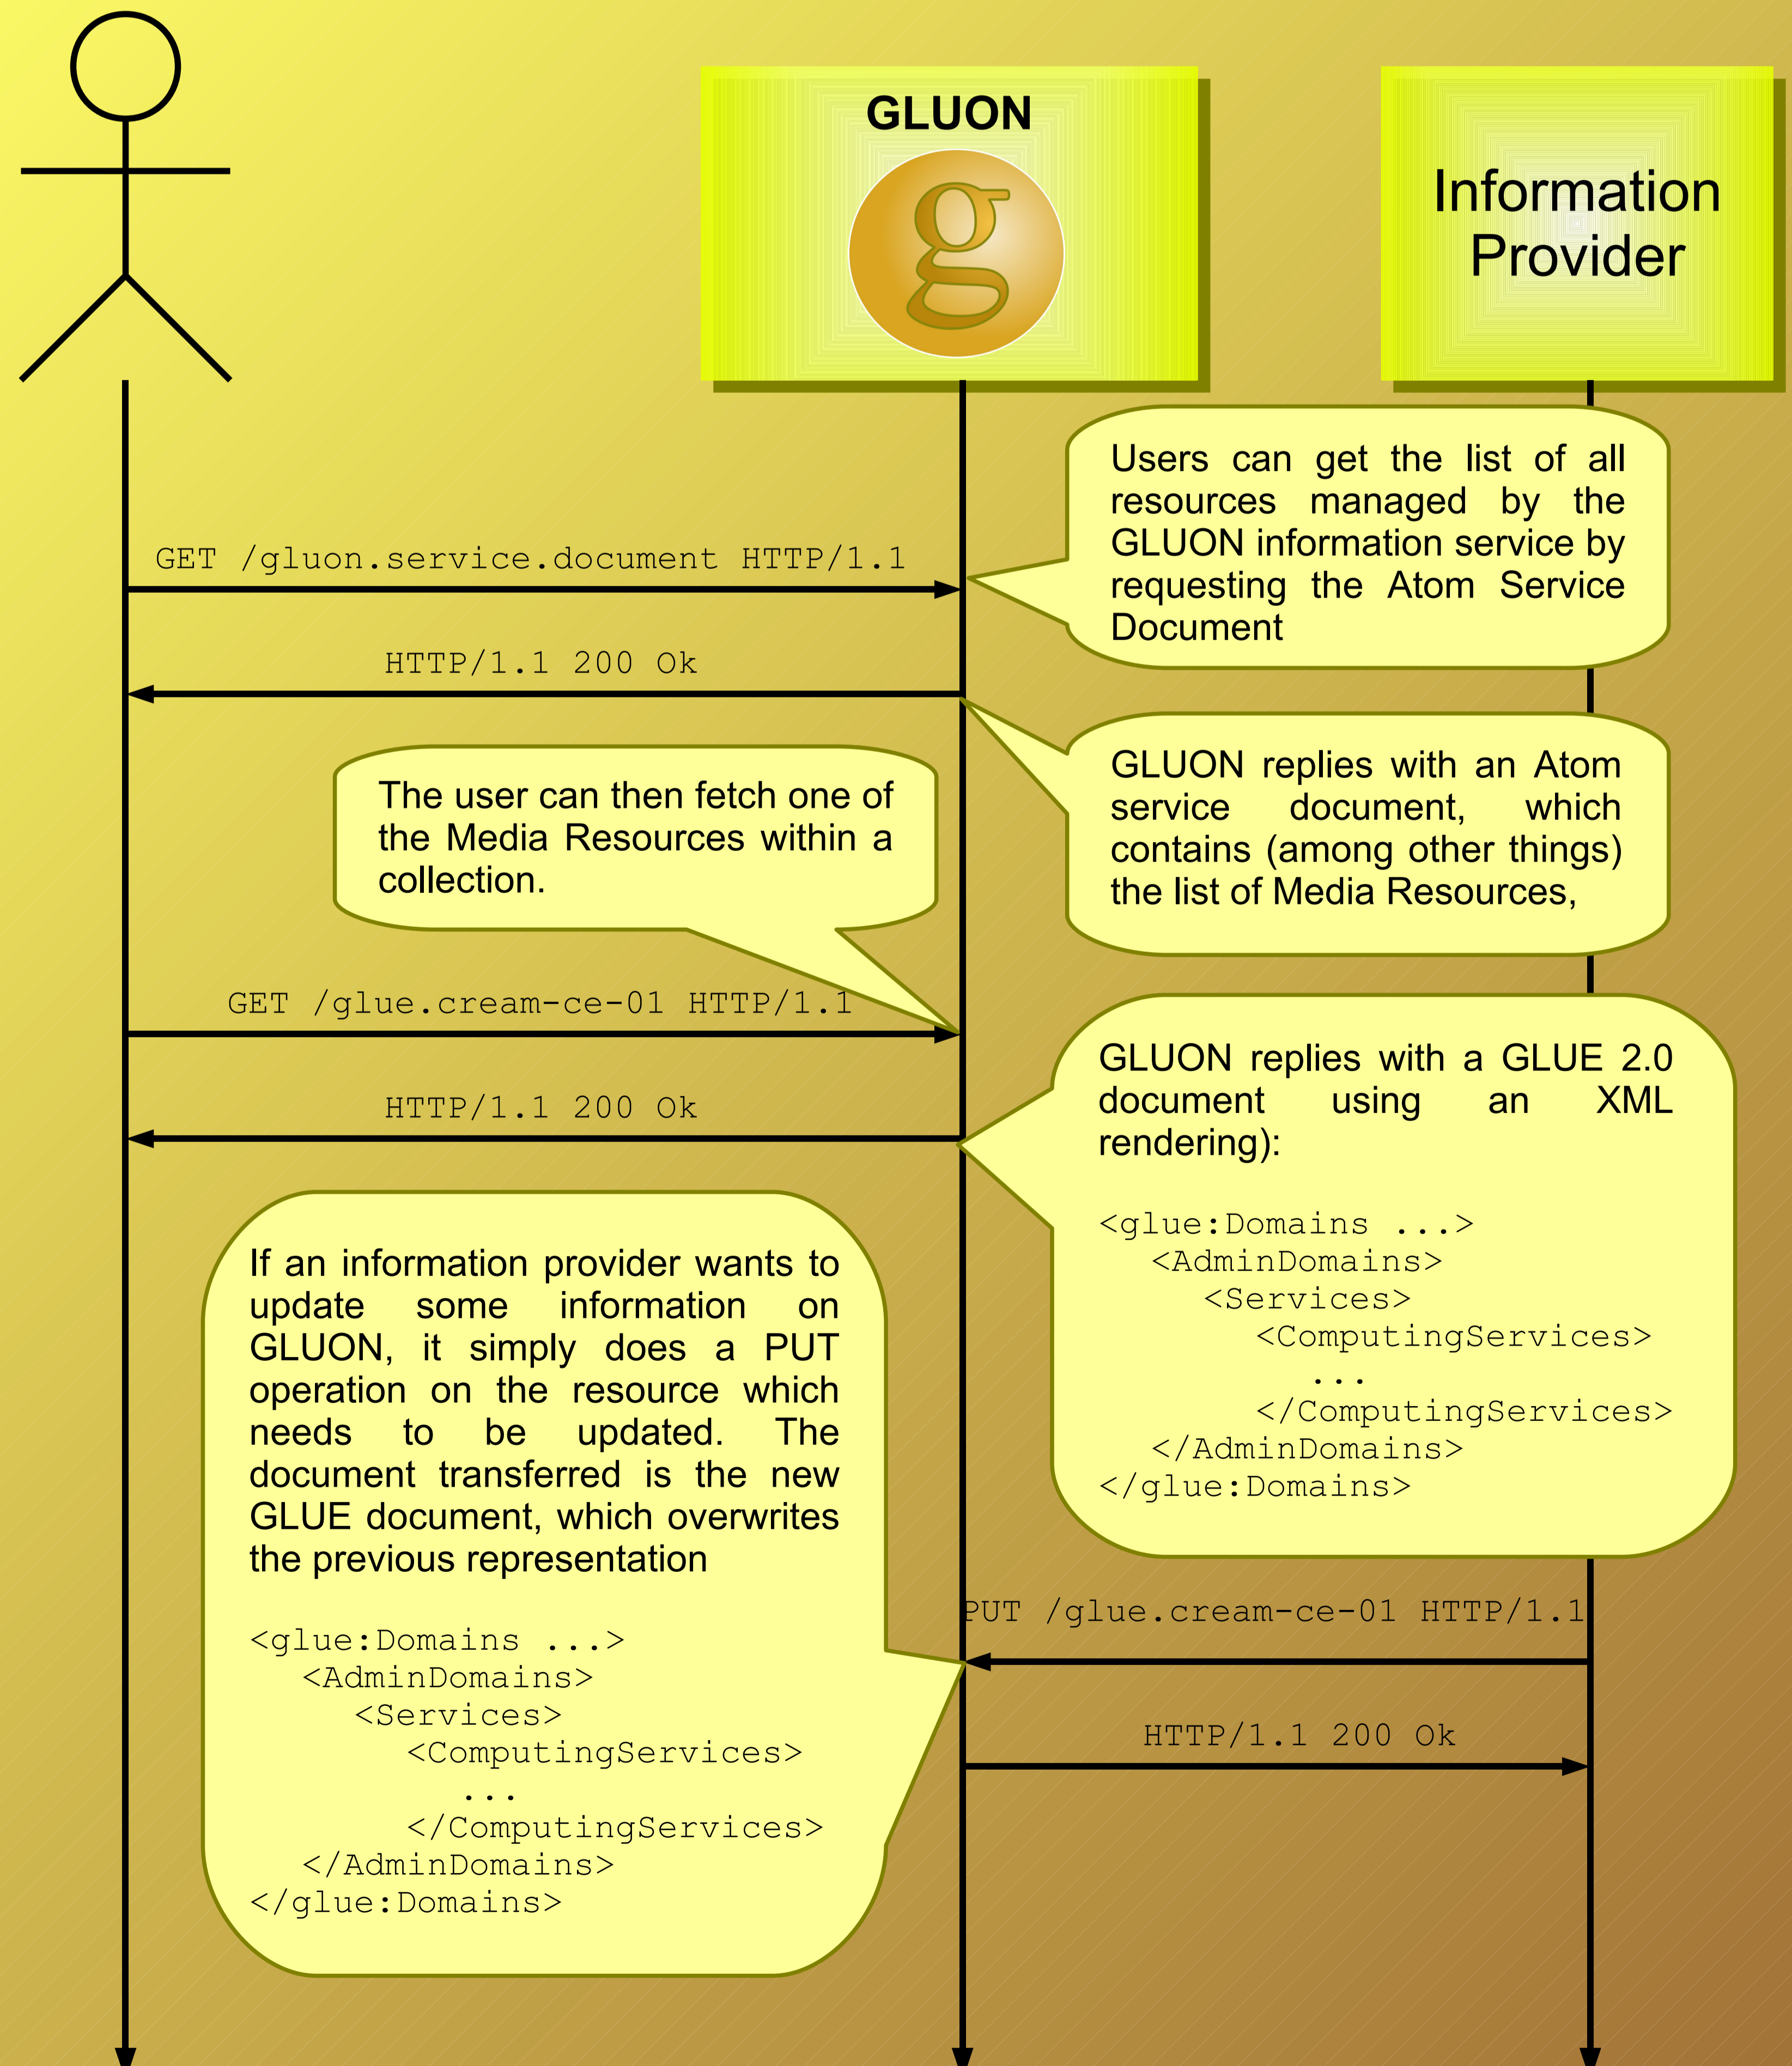 GLUON
g
Information
Provider
Users can get the list of all
resources managed by the
GLUON information service by
requesting the Atom Service
Document
GET /gluon.service.document HTTP/1.1
HTTP/1.1 200 Ok
GLUON replies with an Atom
service document, which
contains (among other things)
the list of Media Resources,
The user can then fetch one of
the Media Resources within a
collection.
GET /glue.cream-ce-01 HTTP/1.1
HTTP/1.1 200 Ok
GLUON replies with a GLUE 2.0
document using an XML
rendering):
<glue:Domains ...>
<AdminDomains>
<Services>
<ComputingServices>
...
</ComputingServices>
</AdminDomains>
</glue:Domains>
If an information provider wants to
update some information on
GLUON, it simply does a PUT
operation on the resource which
needs to be updated. The
document transferred is the new
GLUE document, which overwrites
the previous representation
<glue:Domains ...>
<AdminDomains>
<Services>
<ComputingServices>
...
</ComputingServices>
</AdminDomains>
</glue:Domains>
PUT /glue.cream-ce-01 HTTP/1.1
HTTP/1.1 200 Ok